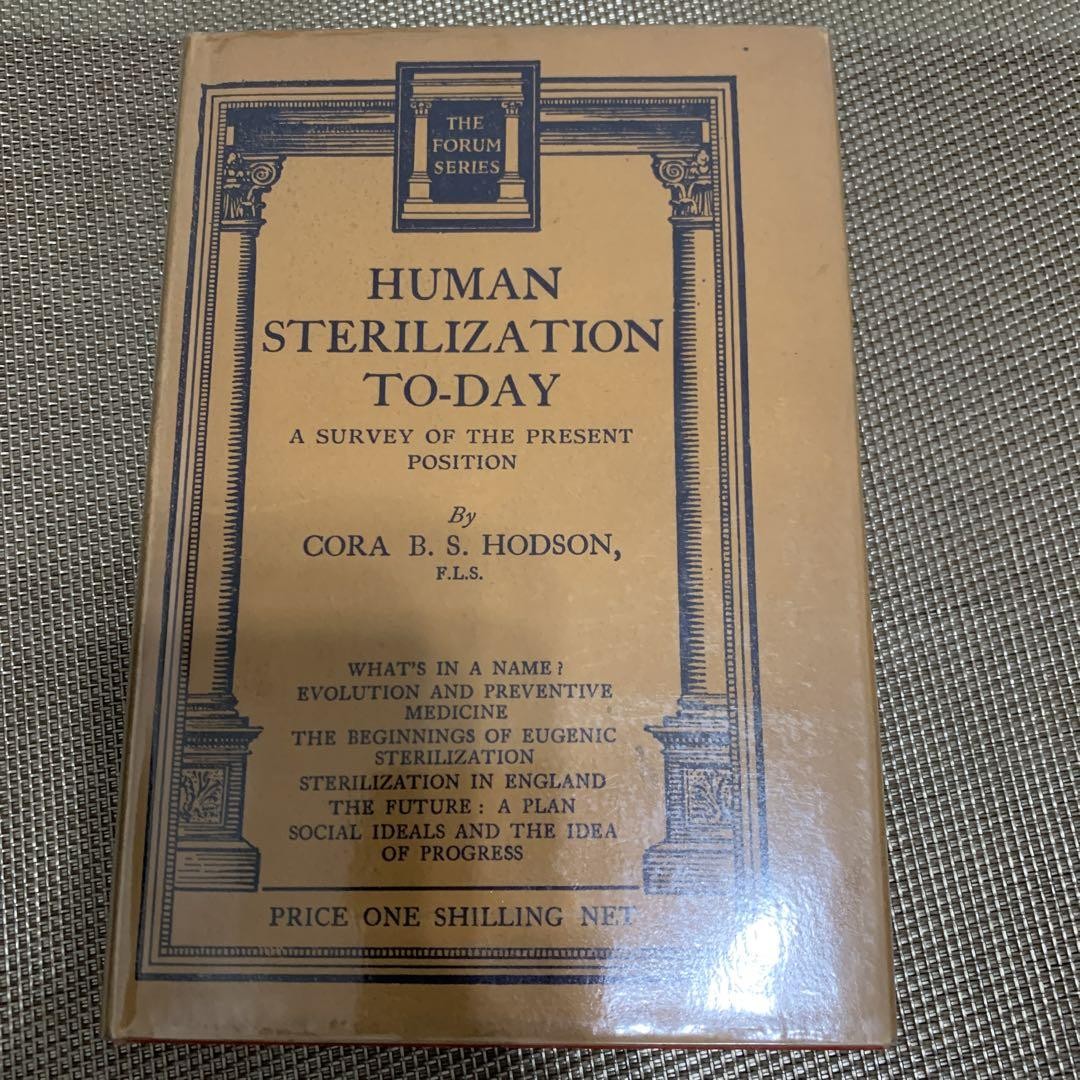 THE
FORUM
SERIES
HUMAN
STERILIZATION
TO-DAY
A SURVEY OF THE PRESENT
POSITION
By
CORA B. S. HODSON,
F.L.S.
WHAT'S IN A NAME?
EVOLUTION AND PREVENTIVE
MEDICINE
THE BEGINNINGS OF EUGENIC
STERILIZATION
STERILIZATION IN ENGLAND
THE FUTURE: A PLAN
SOCIAL IDEALS AND THE IDEA
OF PROGRESS
PRICE ONE SHILLING NET